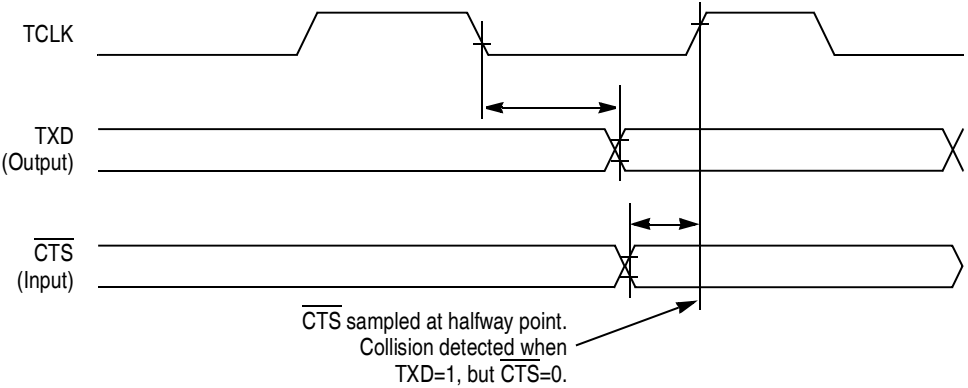 TCLK
TXD
(Output)
CTS
(Input)
CTS sampled at halfway point.
Collision detected when
TXD=1, but CTS=0.